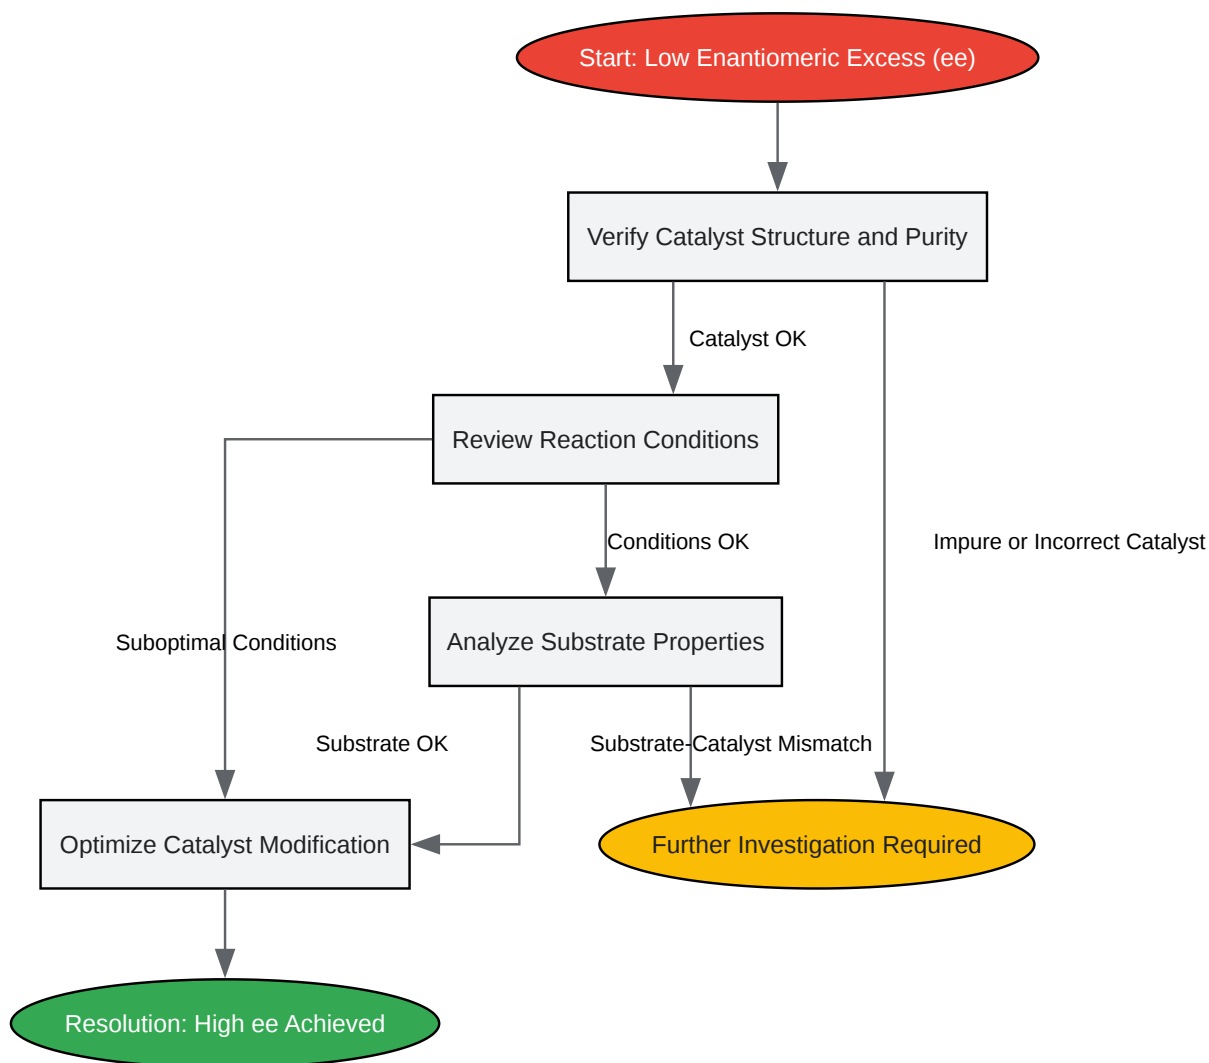 Start: Low Enantiomeric Excess (ee)
Verify Catalyst Structure and Purity
Catalyst OK
Review Reaction Conditions
Conditions OK
Impure or Incorrect Catalyst
Suboptimal Conditions
Analyze Substrate Properties
Substrate OK
Substrate-Catalyst Mismatch
Optimize Catalyst Modification
Further Investigation Required
Resolution: High ee Achieved